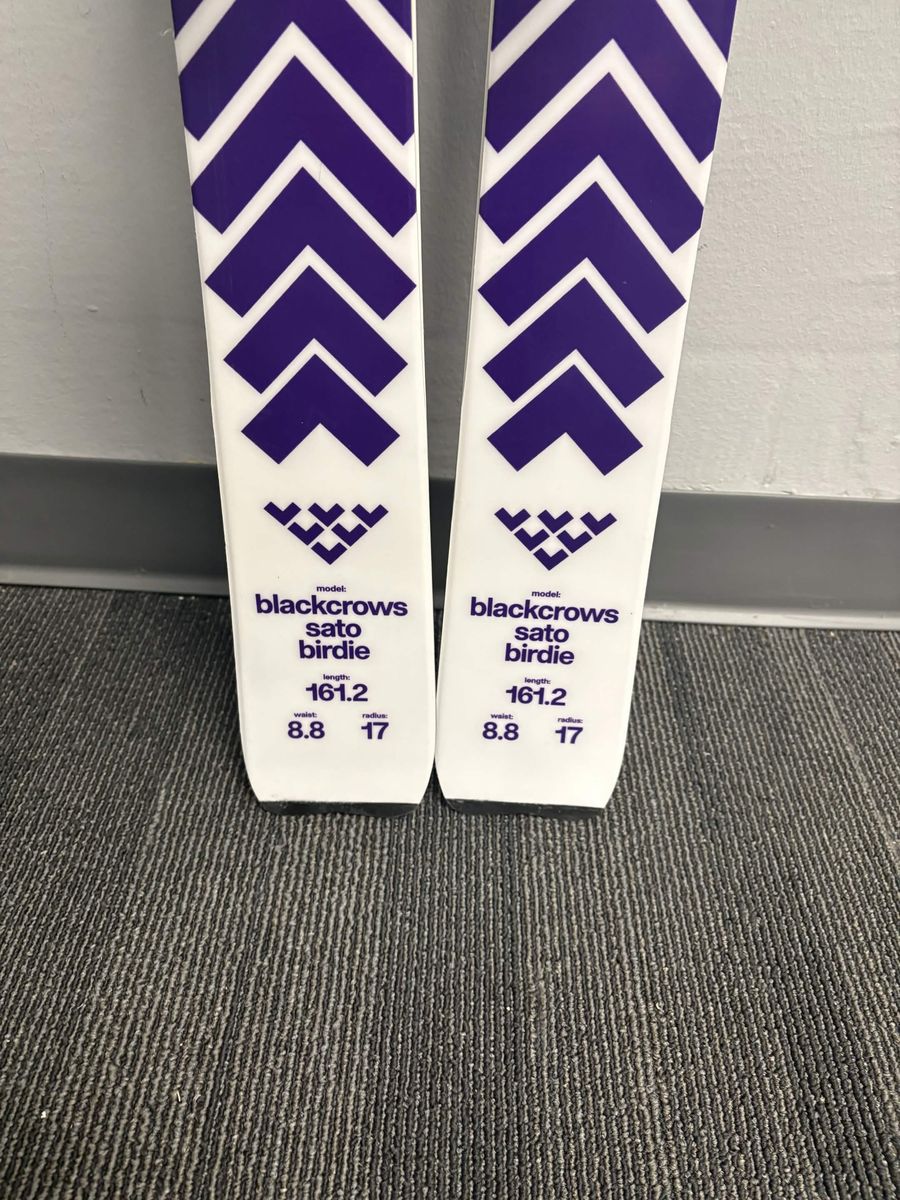 model:
blackcrows
sato
birdie
length:
161.2
waist: radius:
8.8 17
model:
blackcrows
sato
birdie
length:
161.2
waist: radius:
8.8 17